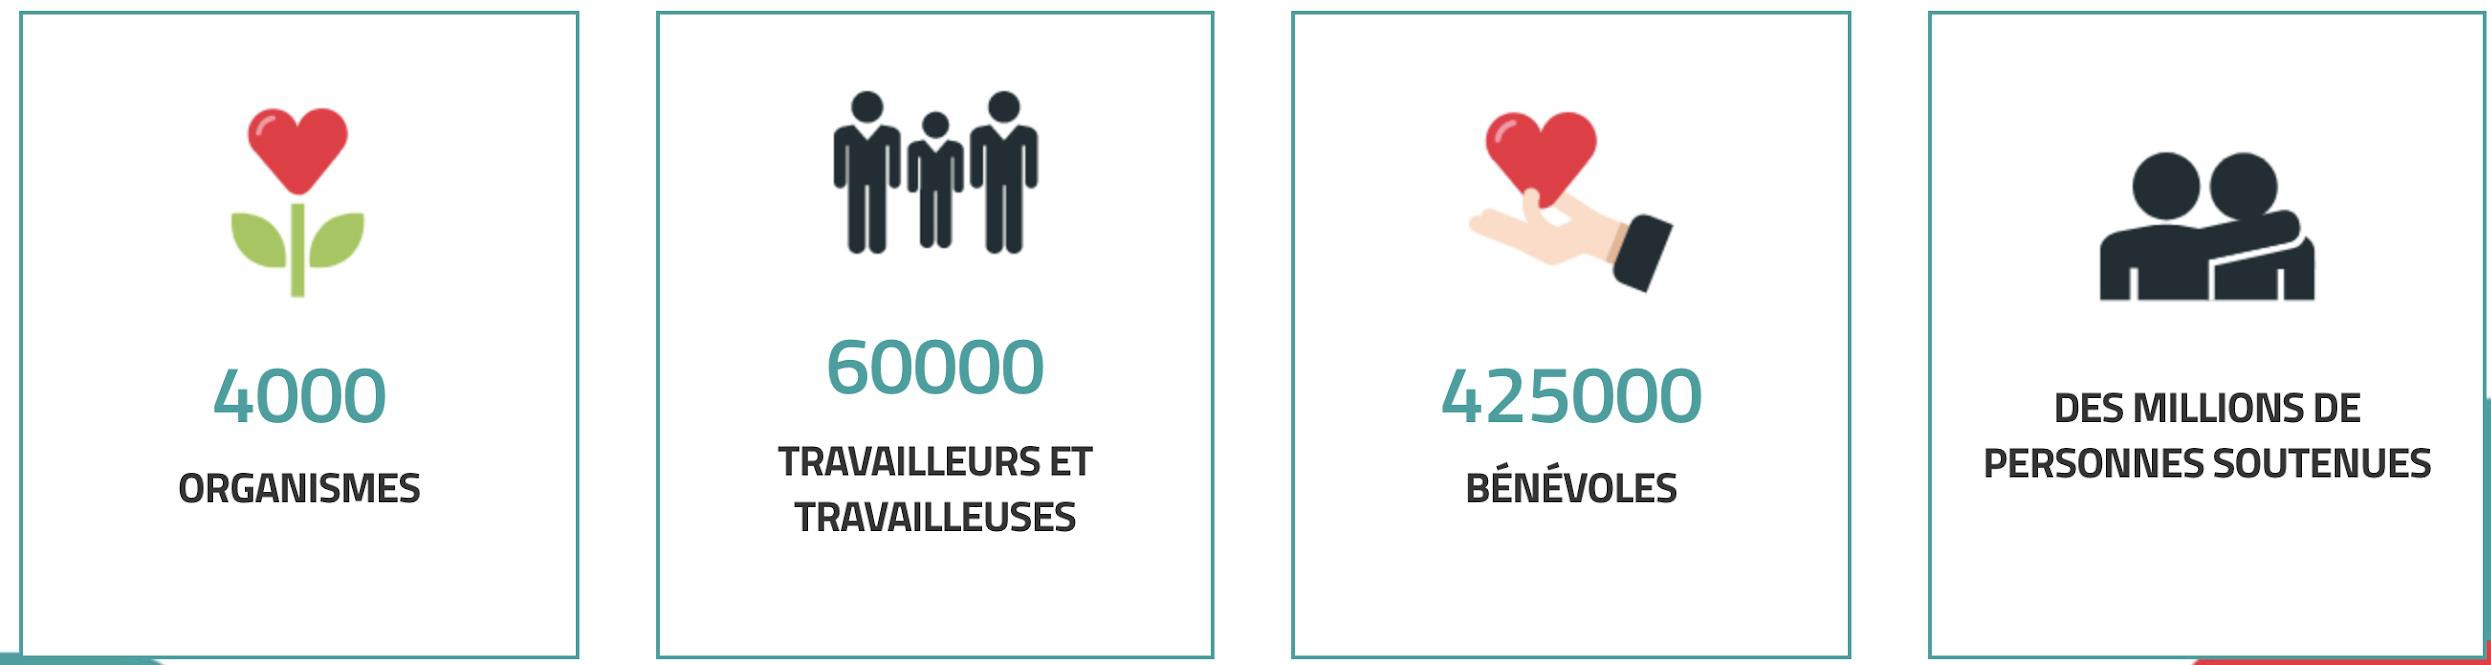 4000
ORGANISMES
60000
TRAVAILLEURS ET
TRAVAILLEUSES
425000
BÉNÉVOLES
DES MILLIONS DE
PERSONNES SOUTENUES